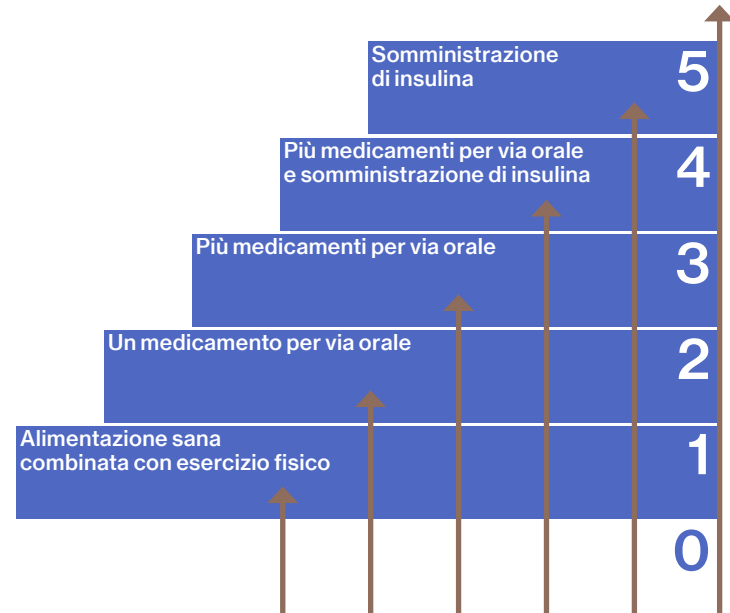 Somministrazione
di insulina
5
Più medicamenti per via orale
e somministrazione di insulina
4
Più medicamenti per via orale
3
Un medicamento per via orale
2
Alimentazione sana
combinata con esercizio fisico
1
0